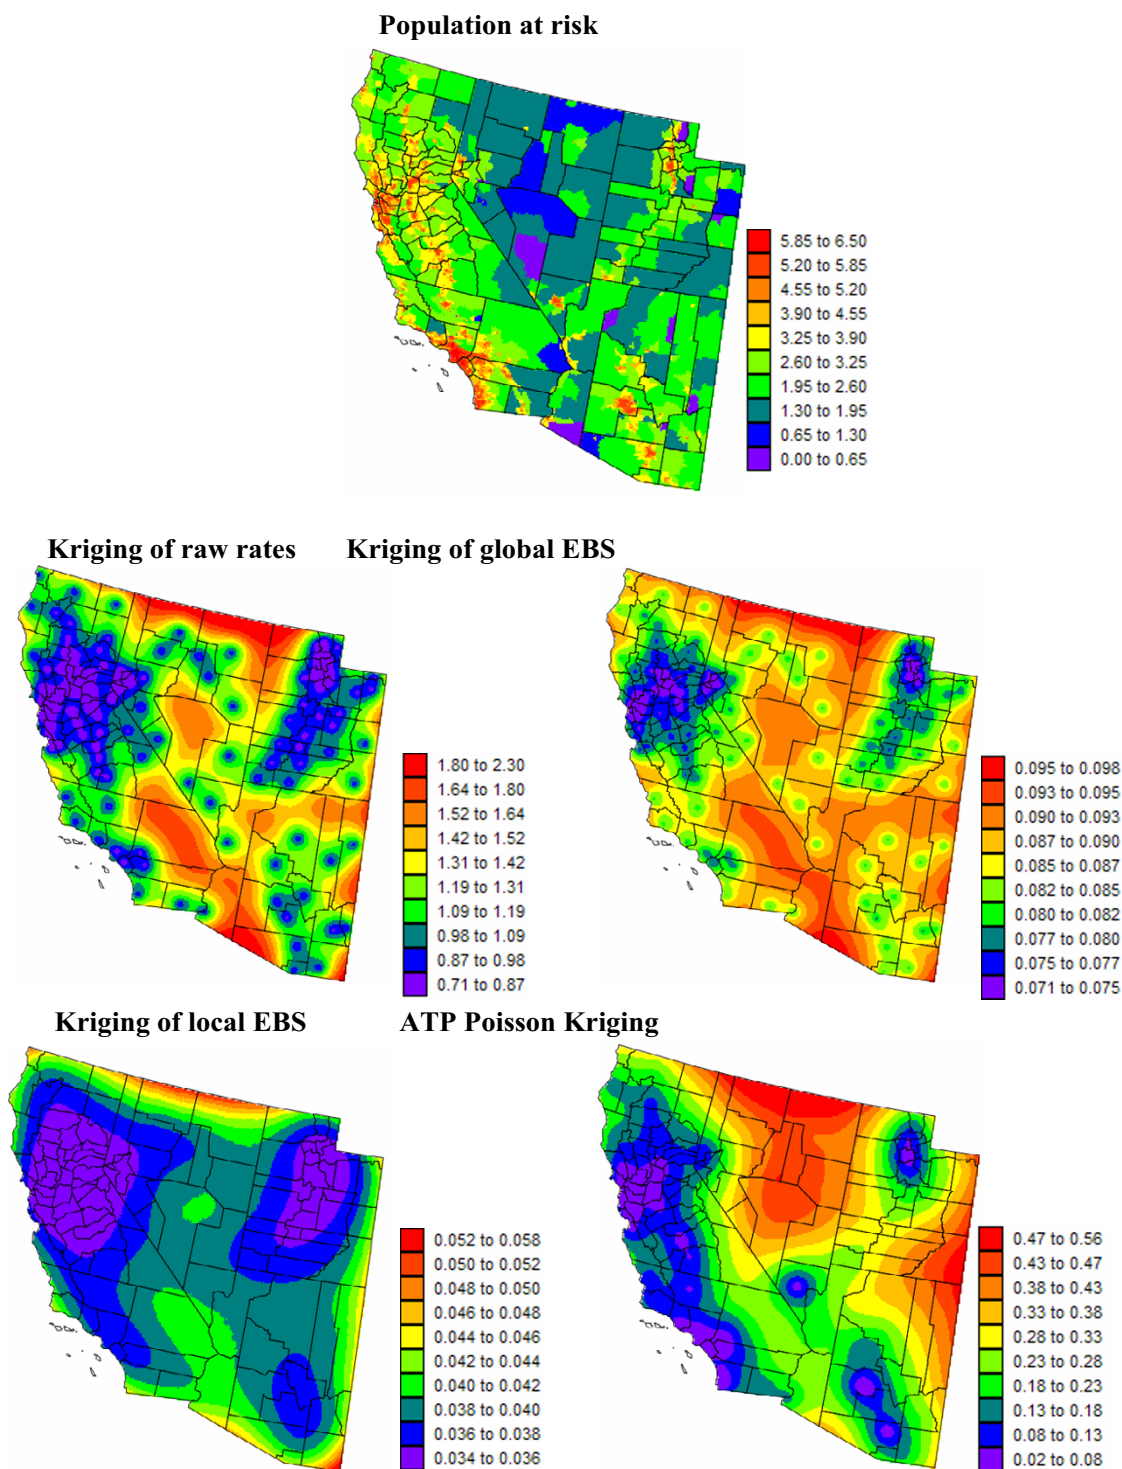 Population at risk
5.85 to 6.50
5.20 to 5.85
4.55 to 5.20
3.90 to 4.55
3.25 to 3.90
2.60 to 3.25
1.95 to 2.60
1.30 to 1.95
0.65 to 1.30
0.00 to 0.65
Kriging of raw rates Kriging of global EBS
1.80 to 2.30
1.64 to 1.80
1.52 to 1.64
1.42 to 1.52
1.31 to 1.42
1.19 to 1.31
1.09 to 1.19
0.98 to 1.09
0.87 to 0.98
0.71 to 0.87
0.095 to 0.098
0.093 to 0.095
0.090 to 0.093
0.087 to 0.090
0.085 to 0.087
0.082 to 0.085
0.080 to 0.082
0.077 to 0.080
0.075 to 0.077
0.071 to 0.075
Kriging of local EBS ATP Poisson Kriging
0.052 to 0.058
0.050 to 0.052
0.048 to 0.050
0.046 to 0.048
0.044 to 0.046
0.042 to 0.044
0.040 to 0.042
0.038 to 0.040
0.036 to 0.038
0.034 to 0.036
0.47 to 0.56
0.43 to 0.47
0.38 to 0.43
0.33 to 0.38
0.28 to 0.33
0.23 to 0.28
0.18 to 0.23
0.13 to 0.18
0.08 to 0.13
0.02 to 0.08